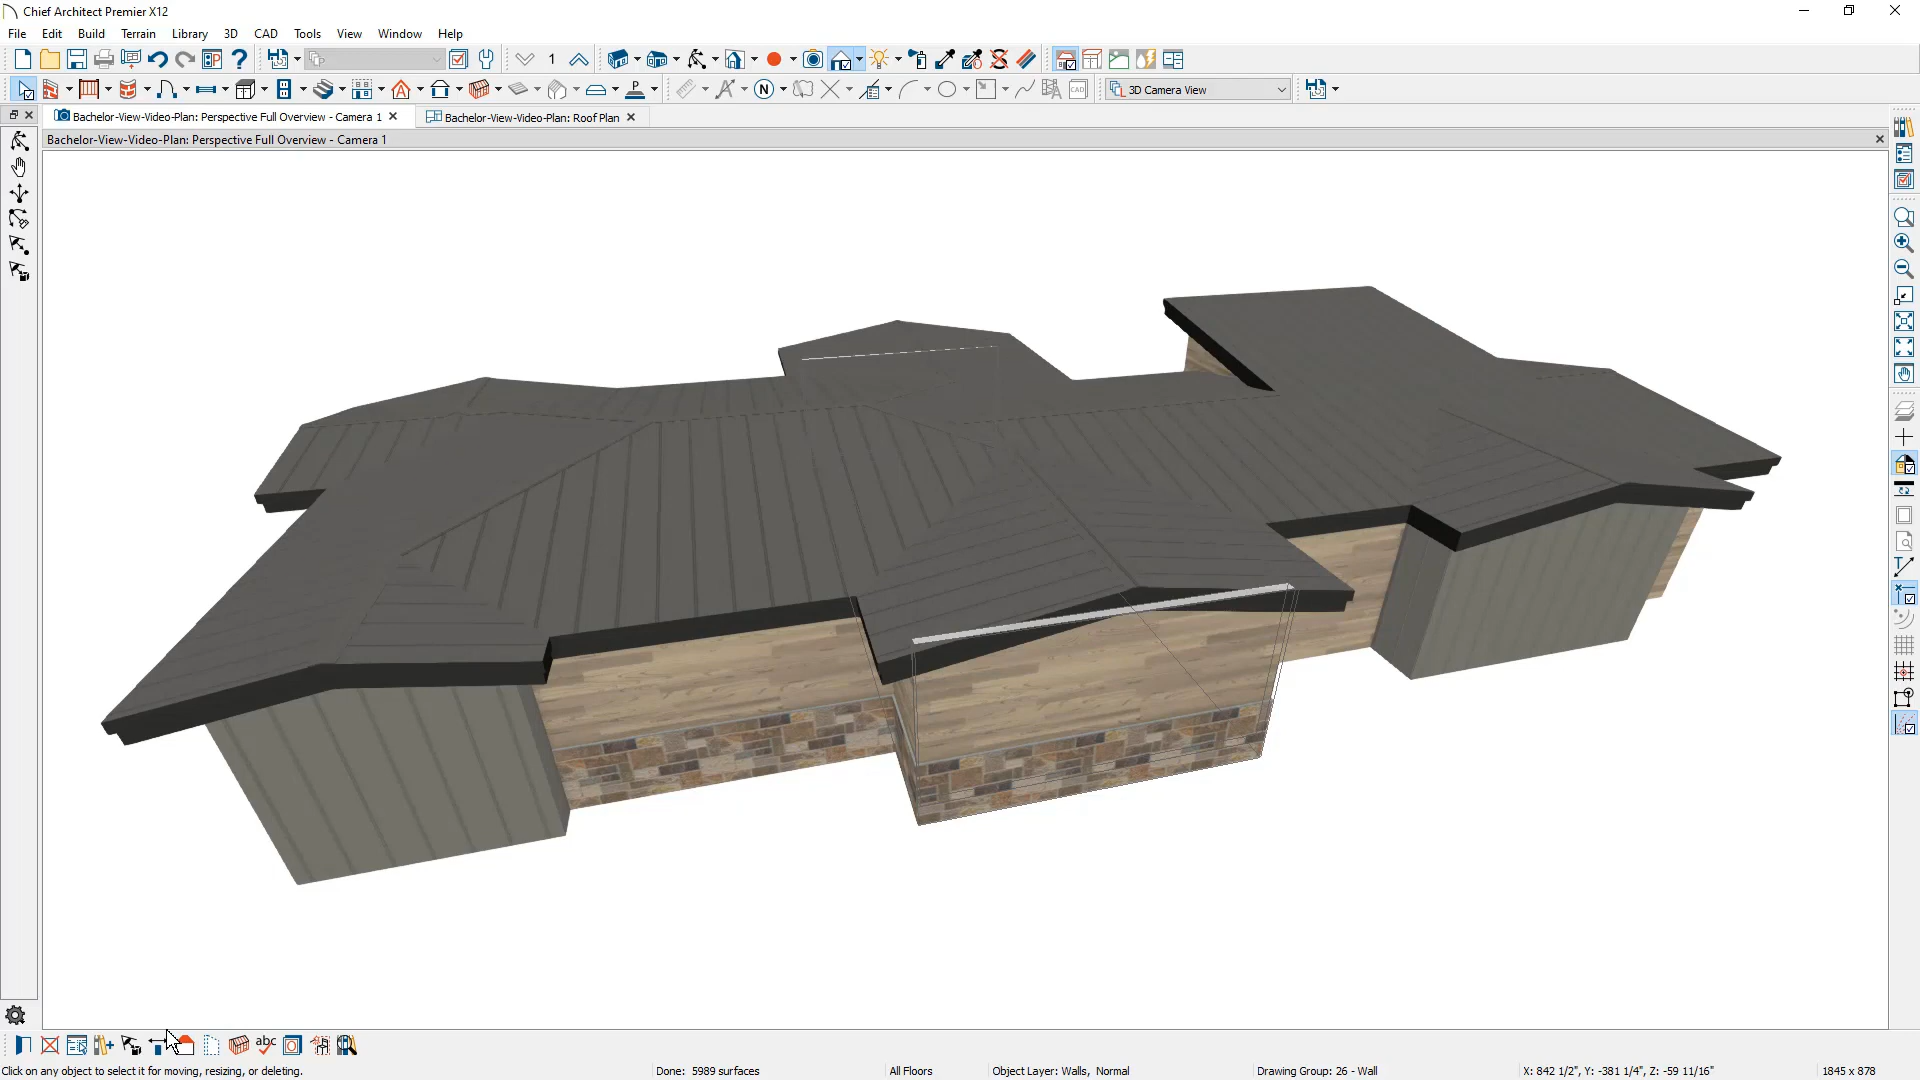 Chief Architect Premier X12
File Edit Build Terrain Library 3D CAD Tools View Window Help
1
N CAD 3D Camera View
Bachelor-View-Video-Plan: Perspective Full Overview - Camera 1 Bachelor-View-Video-Plan: Roof Plan
Bachelor-View-Video-Plan: Perspective Full Overview - Camera 1
abc
Click on any object to select it for moving, resizing, or deleting. Done: 5989 surfaces All Floors Object Layer: Walls, Normal Drawing Group: 26 - Wall X: 842 1/2", Y: -381 1/4", Z: -59 11/16" 1845 x 878